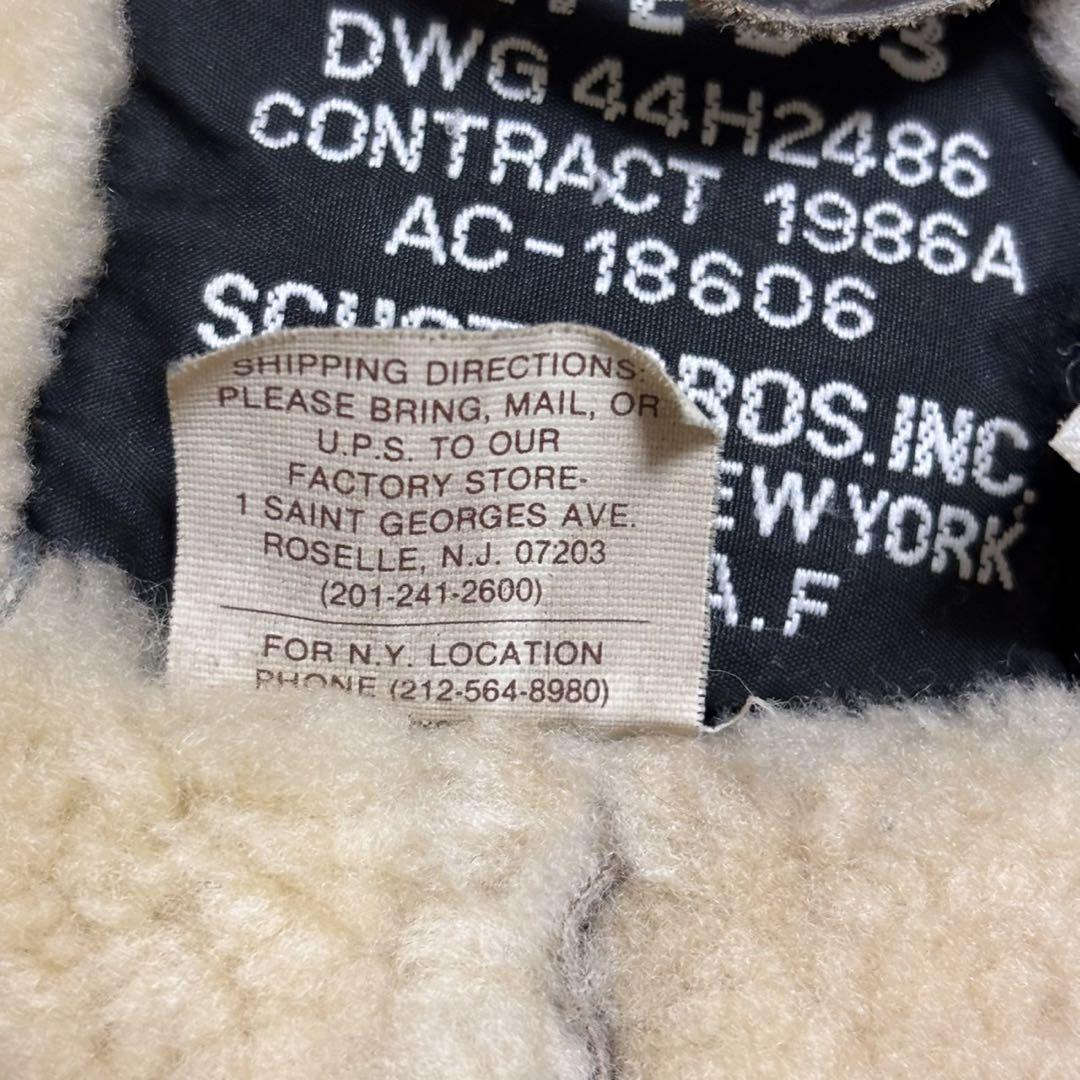 DWG 44H2486
CONTRACT 1986A
AC-18606
BROS. INC.
NEW YORK
A.F
SHIPPING DIRECTIONS:
PLEASE BRING, MAIL, OR
U.P.S. TO OUR
FACTORY STORE-
1 SAINT GEORGES AVE.
ROSELLE, N.J. 07203
(201-241-2600)
FOR N.Y. LOCATION
PHONE (212-564-8980)